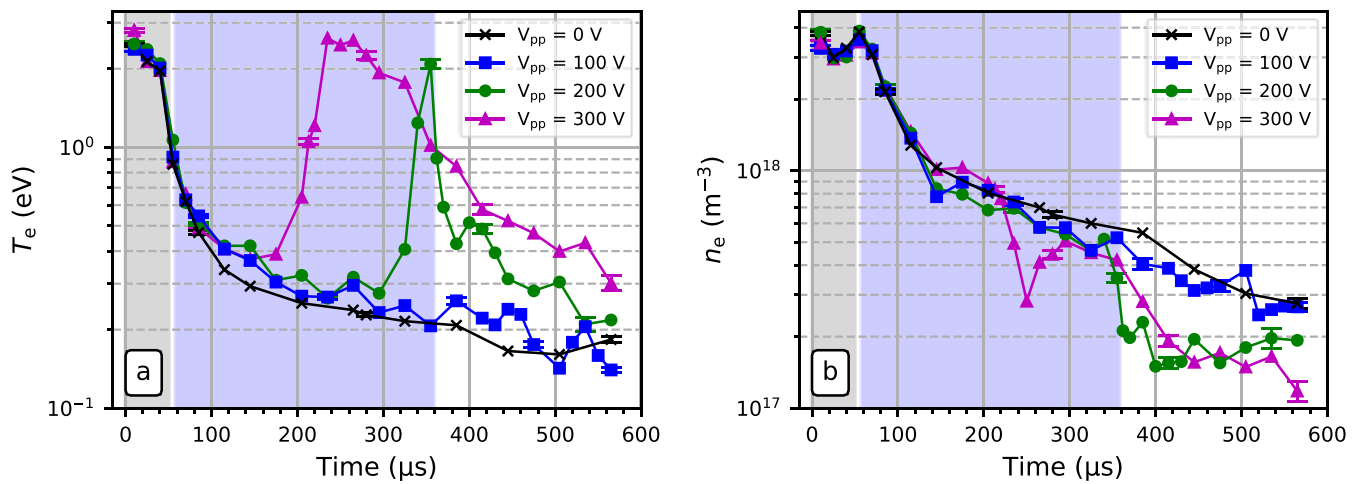 V_pp = 0 V
V_pp = 100 V
V_pp = 200 V
V_pp = 300 V
10^0
10^−1
T_e (eV)
a
0 100 200 300 400 500 600
Time (μs)
V_pp = 0 V
V_pp = 100 V
V_pp = 200 V
V_pp = 300 V
10^18
10^17
n_e (m^−3)
b
0 100 200 300 400 500 600
Time (μs)